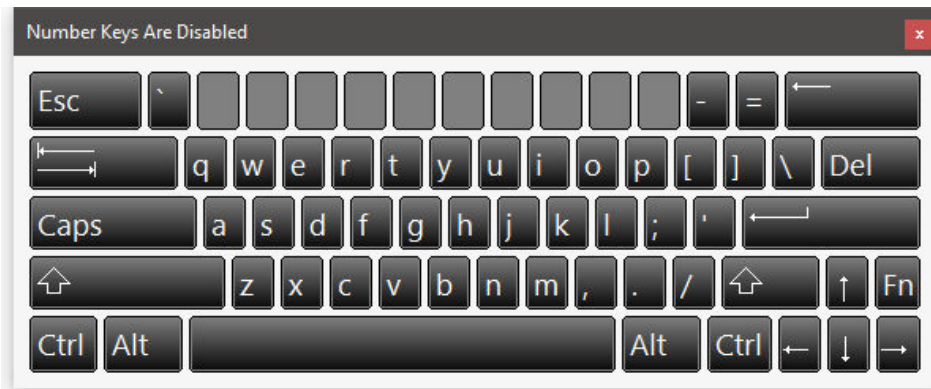 Number Keys Are Disabled x
Esc ` - = ←
q w e r t y u i o p [ ] \ Del
Caps a s d f g h j k l ; '
z x c v b n m , . / ↑ Fn
Ctrl Alt Alt Ctrl ← ↓ →